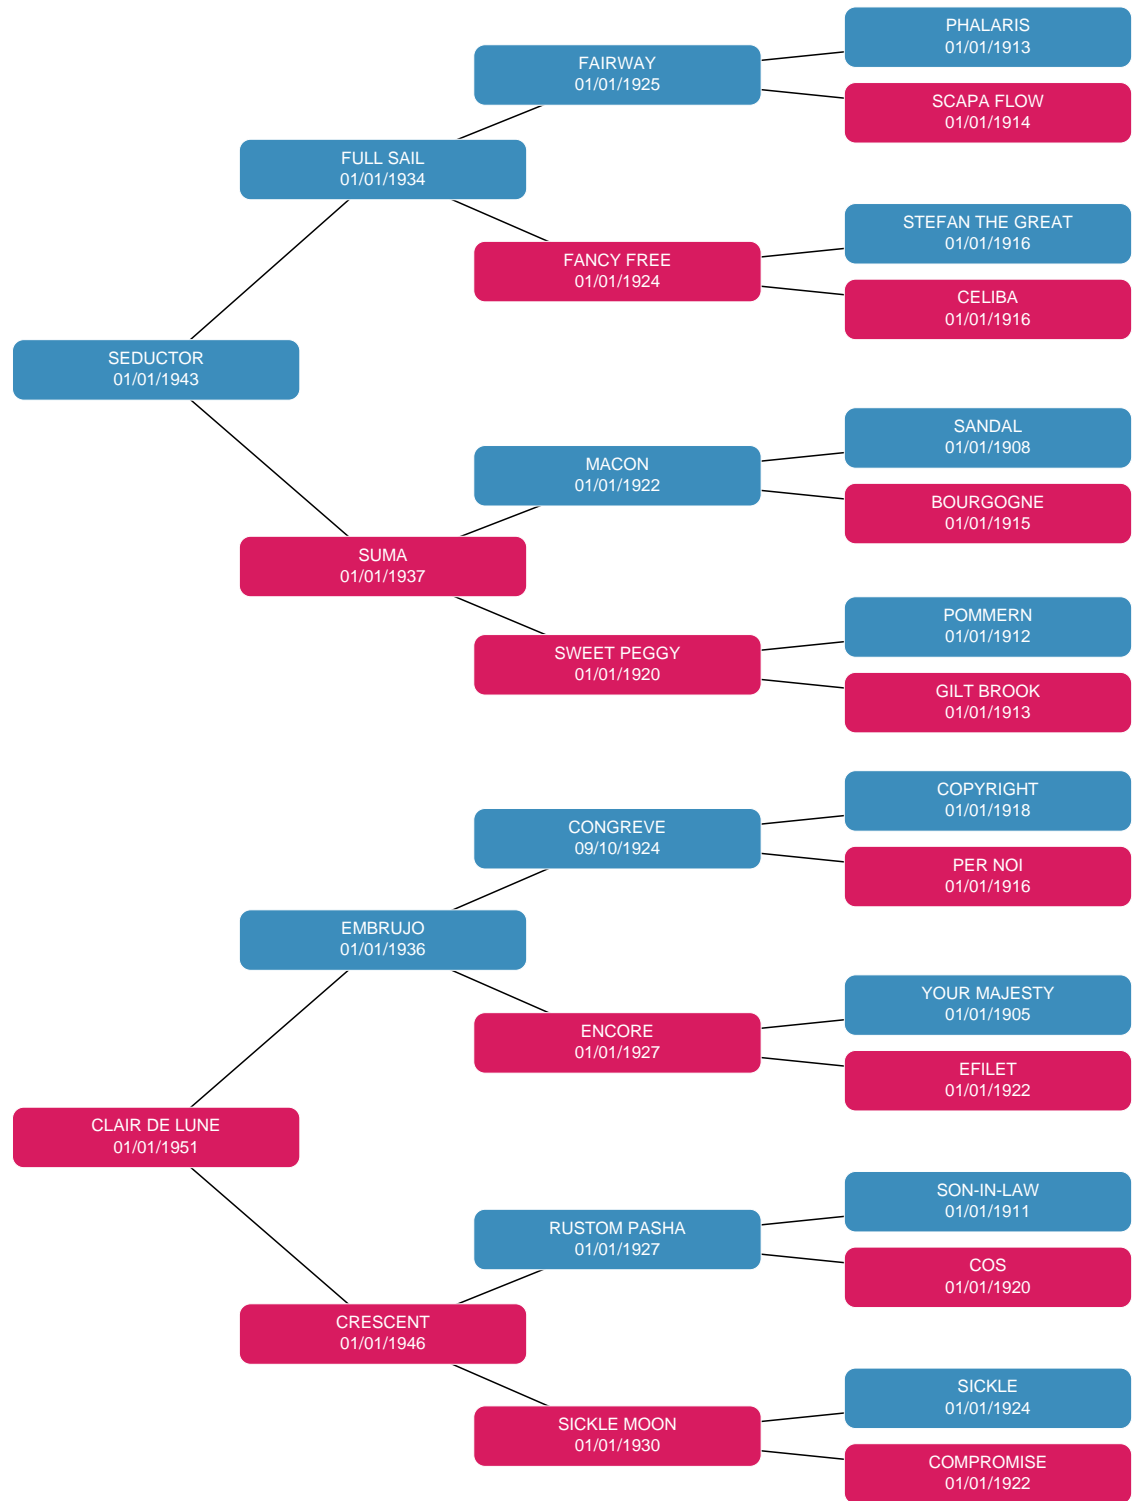 PHALARIS
01/01/1913
FAIRWAY
01/01/1925
SCAPA FLOW
01/01/1914
FULL SAIL
01/01/1934
STEFAN THE GREAT
01/01/1916
FANCY FREE
01/01/1924
CELIBA
01/01/1916
SEDUCTOR
01/01/1943
SANDAL
01/01/1908
MACON
01/01/1922
BOURGOGNE
01/01/1915
SUMA
01/01/1937
POMMERN
01/01/1912
SWEET PEGGY
01/01/1920
GILT BROOK
01/01/1913
COPYRIGHT
01/01/1918
CONGREVE
09/10/1924
PER NOI
01/01/1916
EMBRUJO
01/01/1936
YOUR MAJESTY
01/01/1905
ENCORE
01/01/1927
EFILET
01/01/1922
CLAIR DE LUNE
01/01/1951
SON-IN-LAW
01/01/1911
RUSTOM PASHA
01/01/1927
COS
01/01/1920
CRESCENT
01/01/1946
SICKLE
01/01/1924
SICKLE MOON
01/01/1930
COMPROMISE
01/01/1922